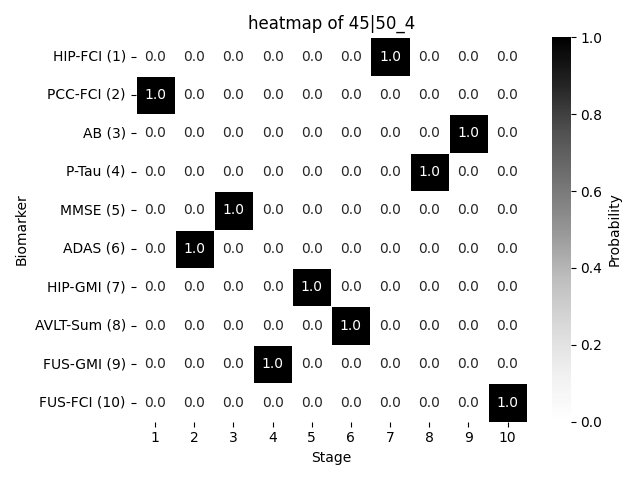 heatmap of 45|50_4
HIP-FCI (1) 0.0 0.0 0.0 0.0 0.0 0.0 1.0 0.0 0.0 0.0
PCC-FCI (2) 1.0 0.0 0.0 0.0 0.0 0.0 0.0 0.0 0.0 0.0
AB (3) 0.0 0.0 0.0 0.0 0.0 0.0 0.0 0.0 1.0 0.0
P-Tau (4) 0.0 0.0 0.0 0.0 0.0 0.0 0.0 1.0 0.0 0.0
MMSE (5) 0.0 0.0 1.0 0.0 0.0 0.0 0.0 0.0 0.0 0.0
ADAS (6) 0.0 1.0 0.0 0.0 0.0 0.0 0.0 0.0 0.0 0.0
HIP-GMI (7) 0.0 0.0 0.0 0.0 1.0 0.0 0.0 0.0 0.0 0.0
AVLT-Sum (8) 0.0 0.0 0.0 0.0 0.0 1.0 0.0 0.0 0.0 0.0
FUS-GMI (9) 0.0 0.0 0.0 1.0 0.0 0.0 0.0 0.0 0.0 0.0
FUS-FCI (10) 0.0 0.0 0.0 0.0 0.0 0.0 0.0 0.0 0.0 1.0
1 2 3 4 5 6 7 8 9 10
Stage
Biomarker
1.0
0.8
0.6
0.4
0.2
0.0
Probability